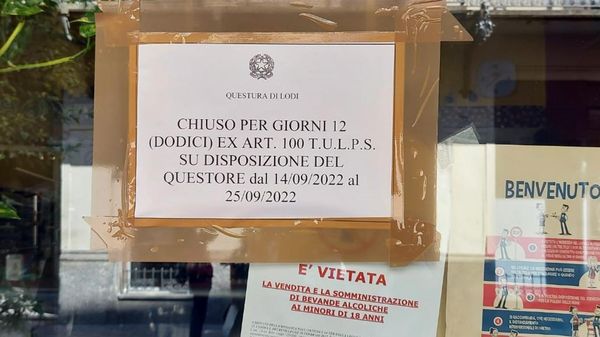 QUESTURA DI LODI
CHIUSO PER GIORNI 12
(DODICI) EX ART. 100 T.U.L.P.S.
SU DISPOSIZIONE DEL
QUESTORE dal 14/09/2022 al
25/09/2022
E' VIETATA
LA VENDITA E LA SOMMINISTRAZIONE
DI BEVANDE ALCOLICHE
AI MINORI DI 18 ANNI
BENVENUTO